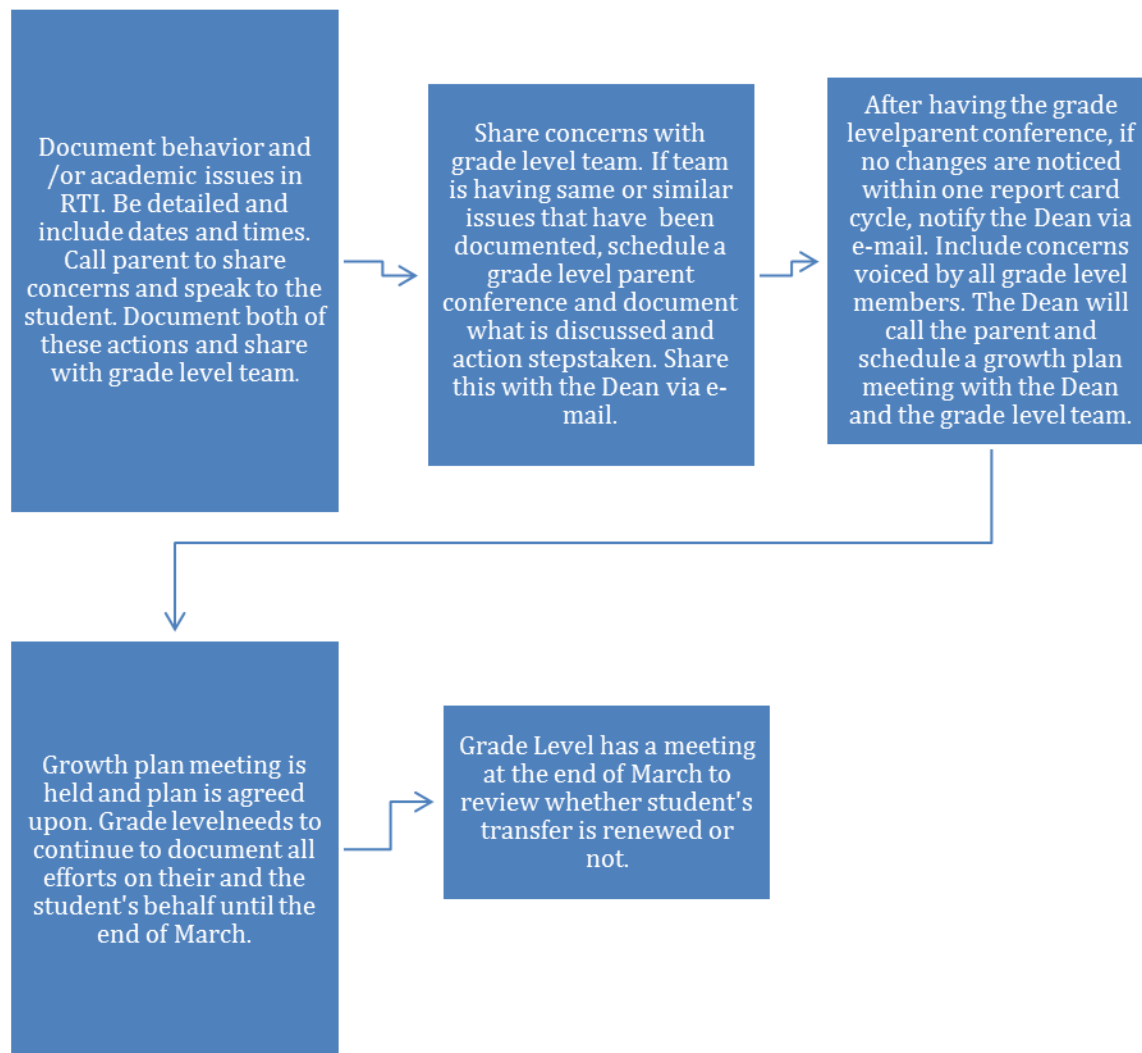 Document behavior and
/or academic issues in
RTI. Be detailed and
include dates and times.
Call parent to share
concerns and speak to the
student. Document both of
these actions and share
with grade level team.
Share concerns with
grade level team. If team
is having same or similar
issues that have been
documented, schedule a
grade level parent
conference and document
what is discussed and
action stepstaken. Share
this with the Dean via e-
mail.
After having the grade
levelparent conference, if
no changes are noticed
within one report card
cycle, notify the Dean via
e-mail. Include concerns
voiced by all grade level
members. The Dean will
call the parent and
schedule a growth plan
meeting with the Dean
and the grade level team.
Growth plan meeting is
held and plan is agreed
upon. Grade levelneeds to
continue to document all
efforts on their and the
student's behalf until the
end of March.
Grade Level has a meeting
at the end of March to
review whether student's
transfer is renewed or
not.